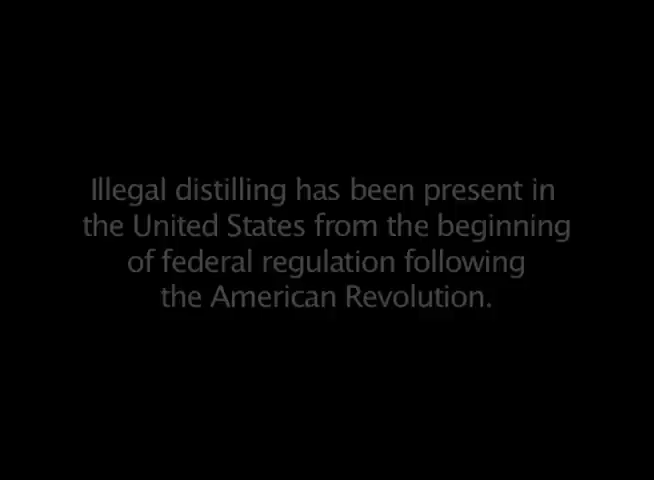 Illegal distilling has been present in
the United States from the beginning
of federal regulation following
the American Revolution.